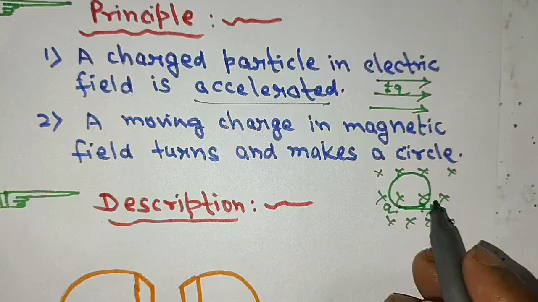 Principle:
1) A charged particle in electric
field is accelerated.
+q
2) A moving charge in magnetic
field turns and makes a circle.
Description: